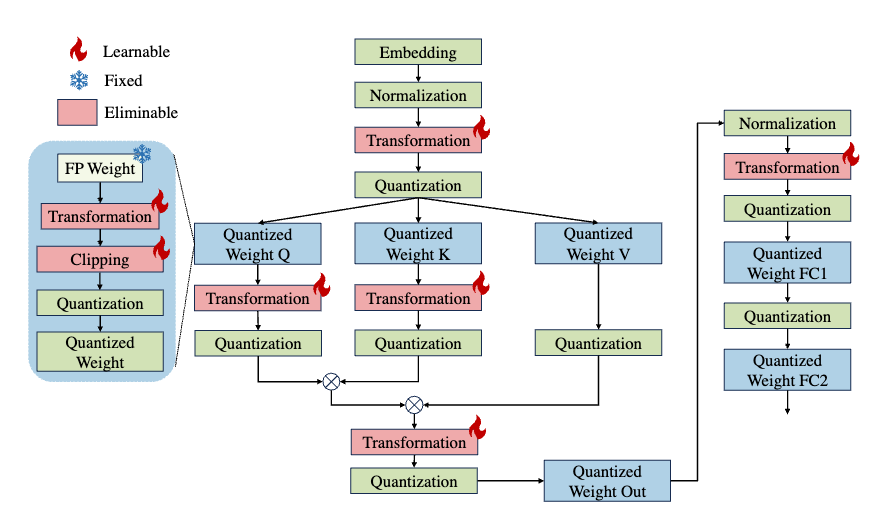 Learnable
Fixed
Eliminable
FP Weight
Transformation
Clipping
Quantization
Quantized
Weight
Embedding
Normalization
Transformation
Quantization
Quantized
Weight Q
Transformation
Quantization
Quantized
Weight K
Transformation
Quantization
Quantized
Weight V
Quantization
Transformation
Quantization
Quantized
Weight Out
Normalization
Transformation
Quantization
Quantized
Weight FC1
Quantization
Quantized
Weight FC2